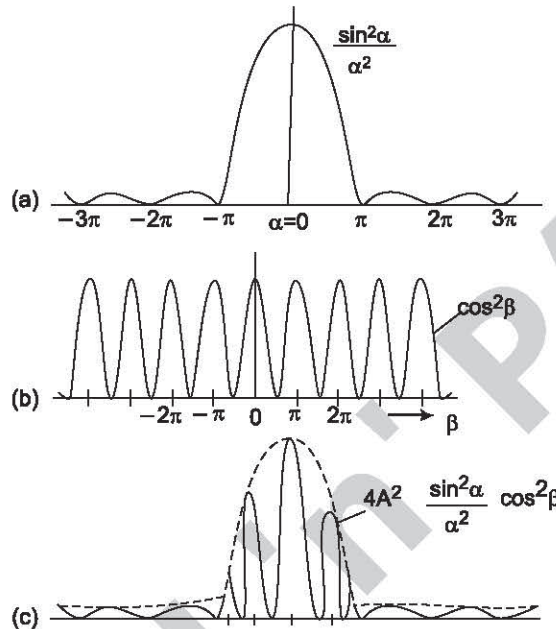 sin²α
α²
(a)
−3π −2π −π α=0 π 2π 3π
cos²β
(b)
−2π −π 0 π 2π β
4A² sin²α cos²β
α²
(c)